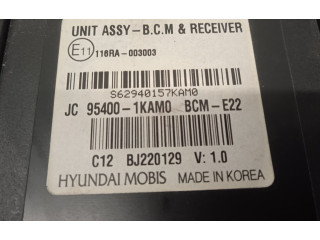 UNIT ASSY-B.C.M & RECEIVER
E11 116RA-003003
S62940157KAM0
JC 95400-1KAM0 BCM-E22
C12 BJ220129 V: 1.0
HYUNDAI MOBIS MADE IN KOREA